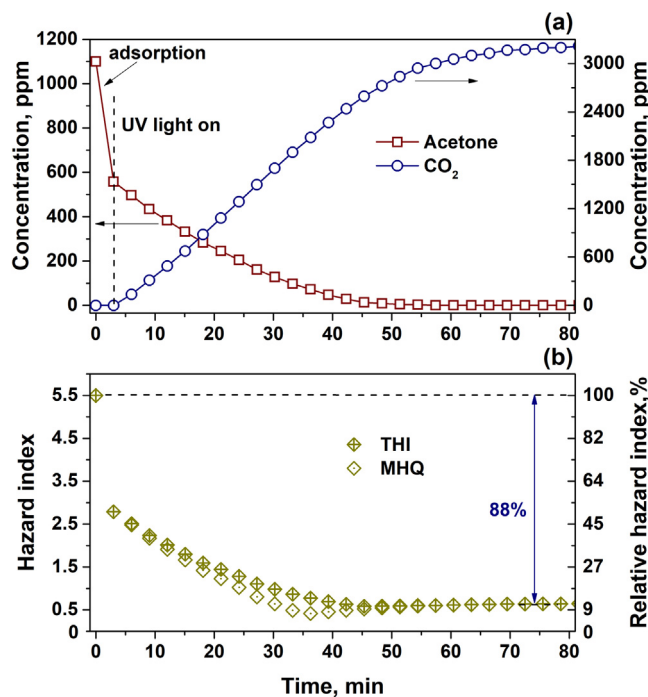 (a)
1200
1000
800
600
400
200
0
Concentration, ppm
adsorption
UV light on
Acetone
CO2
3000
2400
1800
1200
600
0
Concentration, ppm
0 10 20 30 40 50 60 70 80
(b)
5.5
4.5
3.5
2.5
1.5
0.5
0
Hazard index
THI
MHQ
88%
100
82
64
45
27
9
0
Relative hazard index,%
0 10 20 30 40 50 60 70 80
Time, min